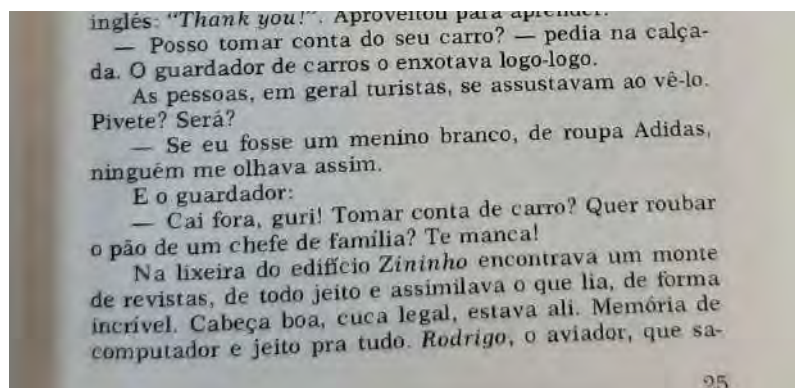 inglês: "Thank you!". Aproveitou para aprender.
— Posso tomar conta do seu carro? — pedia na calça-
da. O guardador de carros o enxotava logo-logo.
As pessoas, em geral turistas, se assustavam ao vê-lo.
Pivete? Será?
— Se eu fosse um menino branco, de roupa Adidas,
ninguém me olhava assim.
E o guardador:
— Cai fora, guri! Tomar conta de carro? Quer roubar
o pão de um chefe de família? Te manca!
Na lixeira do edifício Zininho encontrava um monte
de revistas, de todo jeito e assimilava o que lia, de forma
incrível. Cabeça boa, cuca legal, estava ali. Memória de
computador e jeito pra tudo. Rodrigo, o aviador, que sa-
25